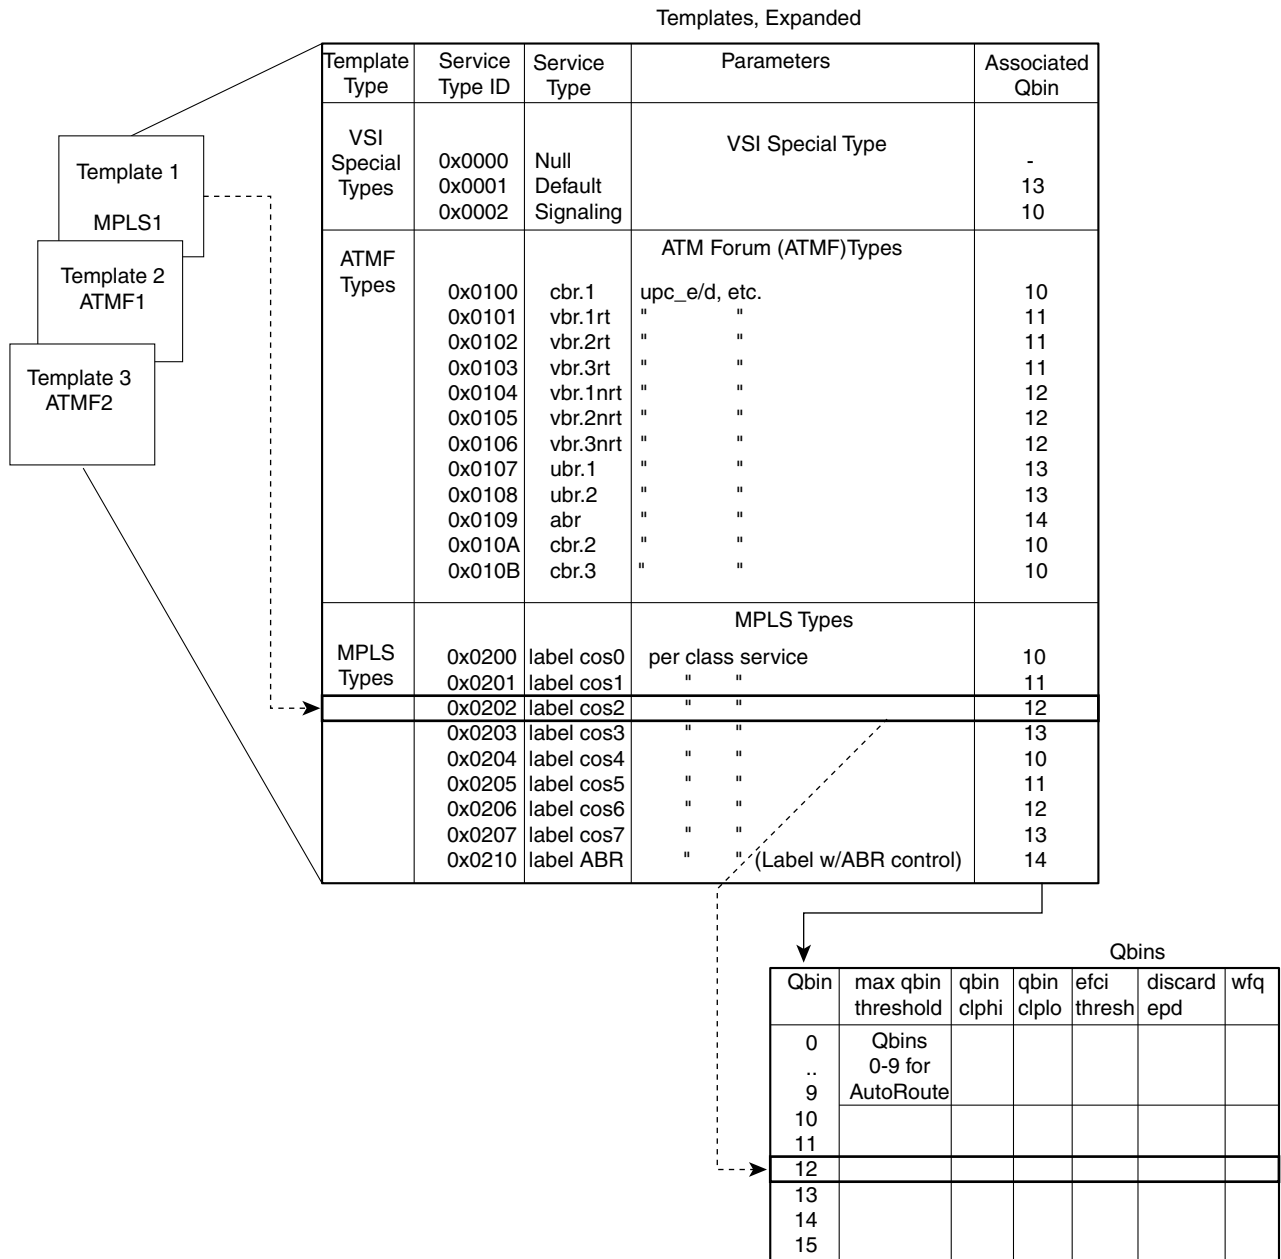 Templates, Expanded
Template Type Service Type ID Service Type Parameters Associated Qbin
VSI Special Types VSI Special Type
0x0000 Null -
0x0001 Default 13
0x0002 Signaling 10
ATMF Types ATM Forum (ATMF)Types
0x0100 cbr.1 upc_e/d, etc. 10
0x0101 vbr.1rt " " 11
0x0102 vbr.2rt " " 11
0x0103 vbr.3rt " " 11
0x0104 vbr.1nrt " " 12
0x0105 vbr.2nrt " " 12
0x0106 vbr.3nrt " " 12
0x0107 ubr.1 " " 13
0x0108 ubr.2 " " 13
0x0109 abr " " 14
0x010A cbr.2 " " 10
0x010B cbr.3 " " 10
MPLS Types MPLS Types
0x0200 label cos0 per class service 10
0x0201 label cos1 " " 11
0x0202 label cos2 " " 12
0x0203 label cos3 " " 13
0x0204 label cos4 " " 10
0x0205 label cos5 " " 11
0x0206 label cos6 " " 12
0x0207 label cos7 " " 13
0x0210 label ABR " " (Label w/ABR control) 14
Template 1
MPLS1
Template 2
ATMF1
Template 3
ATMF2
Qbins
Qbin max qbin threshold qbin clphi qbin clplo efci thresh discard epd wfq
0 Qbins
.. 0-9 for
9 AutoRoute
10
11
12
13
14
15